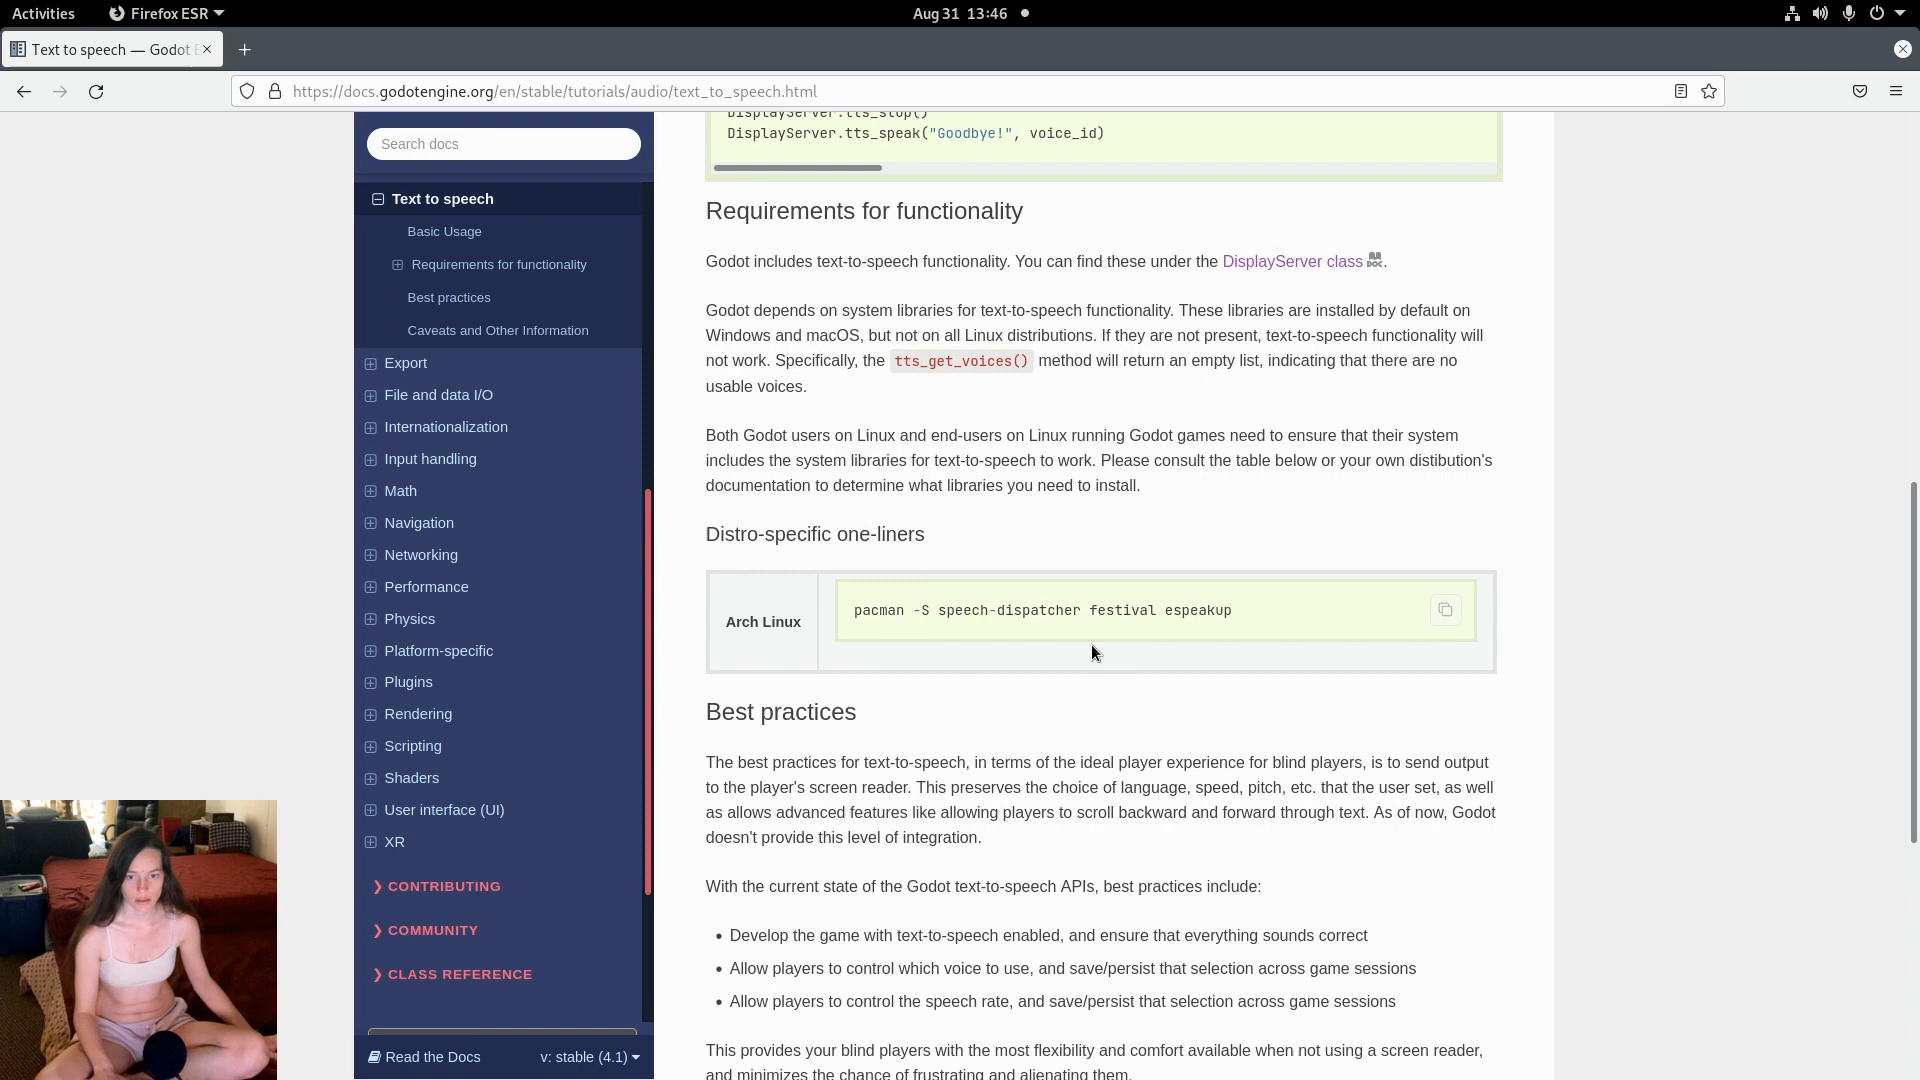 Activities
Firefox ESR
Aug 31 13:46
Text to speech — Godot
https://docs.godotengine.org/en/stable/tutorials/audio/text_to_speech.html
Search docs
Text to speech
Basic Usage
Requirements for functionality
Best practices
Caveats and Other Information
Export
File and data I/O
Internationalization
Input handling
Math
Navigation
Networking
Performance
Physics
Platform-specific
Plugins
Rendering
Scripting
Shaders
User interface (UI)
XR
CONTRIBUTING
COMMUNITY
CLASS REFERENCE
Read the Docs
v: stable (4.1)
DisplayServer.tts_stop()
DisplayServer.tts_speak("Goodbye!", voice_id)
Requirements for functionality
Godot includes text-to-speech functionality. You can find these under the DisplayServer class.
Godot depends on system libraries for text-to-speech functionality. These libraries are installed by default on
Windows and macOS, but not on all Linux distributions. If they are not present, text-to-speech functionality will
not work. Specifically, the tts_get_voices() method will return an empty list, indicating that there are no
usable voices.
Both Godot users on Linux and end-users on Linux running Godot games need to ensure that their system
includes the system libraries for text-to-speech to work. Please consult the table below or your own distibution's
documentation to determine what libraries you need to install.
Distro-specific one-liners
Arch Linux
pacman -S speech-dispatcher festival espeakup
Best practices
The best practices for text-to-speech, in terms of the ideal player experience for blind players, is to send output
to the player's screen reader. This preserves the choice of language, speed, pitch, etc. that the user set, as well
as allows advanced features like allowing players to scroll backward and forward through text. As of now, Godot
doesn't provide this level of integration.
With the current state of the Godot text-to-speech APIs, best practices include:
• Develop the game with text-to-speech enabled, and ensure that everything sounds correct
• Allow players to control which voice to use, and save/persist that selection across game sessions
• Allow players to control the speech rate, and save/persist that selection across game sessions
This provides your blind players with the most flexibility and comfort available when not using a screen reader,
and minimizes the chance of frustrating and alienating them.